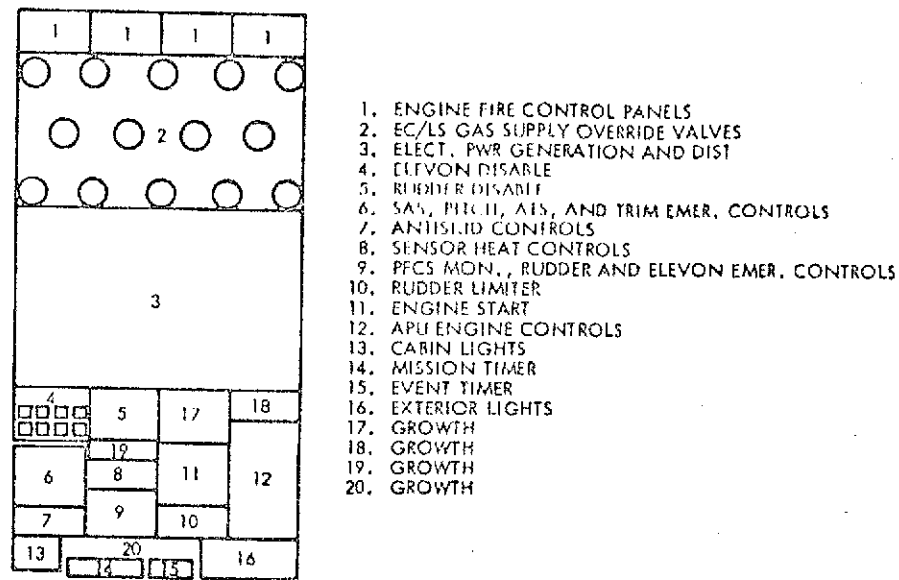 1 1 1 1
2
3
4
5 17 18
19
6 8 11 12
7 9 10
13 20 16
14 15
1. ENGINE FIRE CONTROL PANELS
2. EC/LS GAS SUPPLY OVERRIDE VALVES
3. ELECT. PWR GENERATION AND DIST
4. ELEVON DISABLE
5. RUDDER DISABLE
6. SAS, PITCH, ATS, AND TRIM EMER. CONTROLS
7. ANTISLID CONTROLS
8. SENSOR HEAT CONTROLS
9. PFCS MON., RUDDER AND ELEVON EMER. CONTROLS
10. RUDDER LIMITER
11. ENGINE START
12. APU ENGINE CONTROLS
13. CABIN LIGHTS
14. MISSION TIMER
15. EVENT TIMER
16. EXTERIOR LIGHTS
17. GROWTH
18. GROWTH
19. GROWTH
20. GROWTH